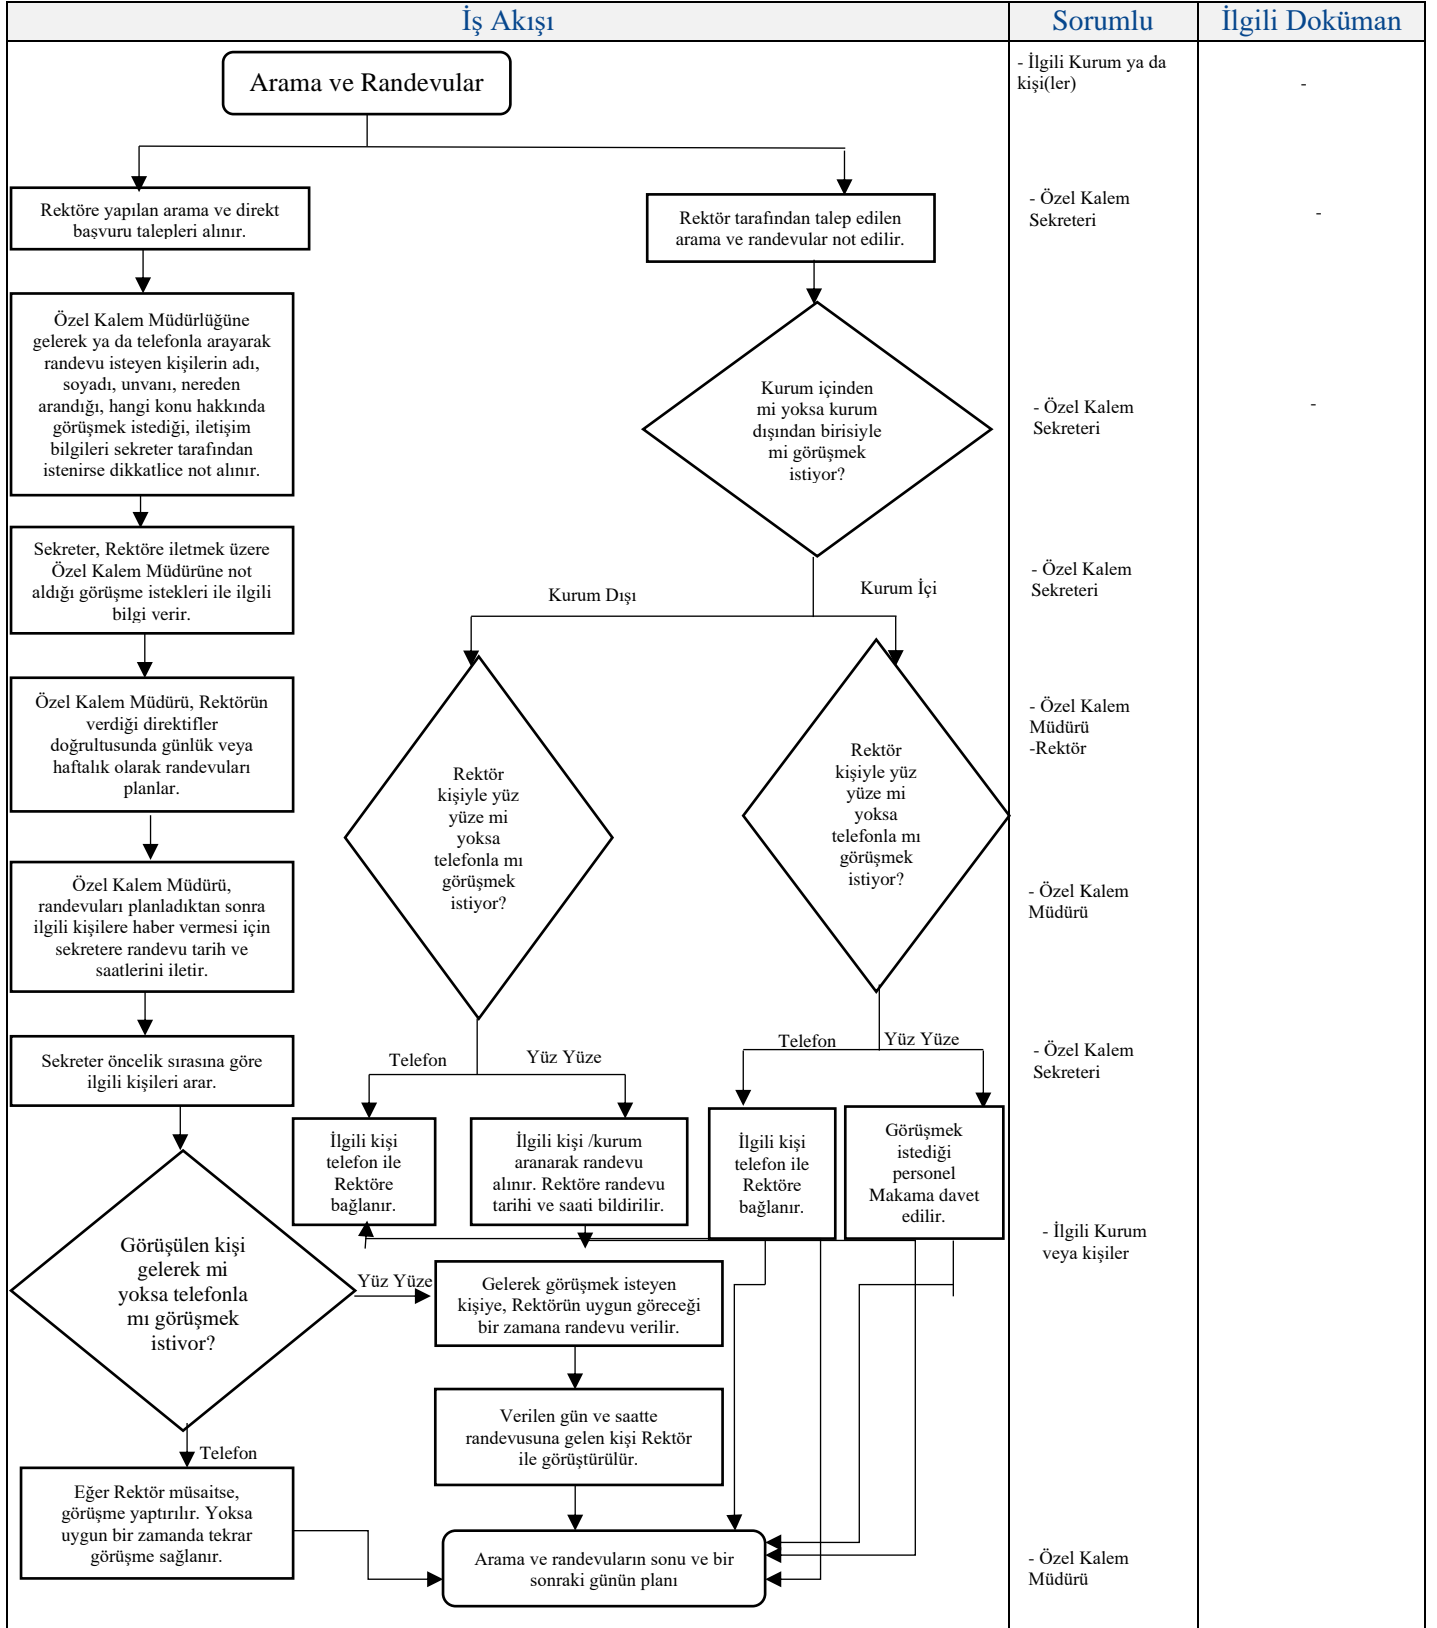 İş Akışı
Sorumlu
İlgili Doküman
Arama ve Randevular
- İlgili Kurum ya da
kişi(ler)
-
Rektöre yapılan arama ve direkt
başvuru talepleri alınır.
Rektör tarafından talep edilen
arama ve randevular not edilir.
- Özel Kalem
Sekreteri
-
Özel Kalem Müdürlüğüne
gelerek ya da telefonla arayarak
randevu isteyen kişilerin adı,
soyadı, unvanı, nereden
arandığı, hangi konu hakkında
görüşmek istediği, iletişim
bilgileri sekreter tarafından
istenirse dikkatlice not alınır.
Kurum içinden
mi yoksa kurum
dışından birisiyle
mi görüşmek
istiyor?
- Özel Kalem
Sekreteri
-
Sekreter, Rektöre iletmek üzere
Özel Kalem Müdürüne not
aldığı görüşme istekleri ile ilgili
bilgi verir.
Kurum Dışı
Kurum İçi
- Özel Kalem
Sekreteri
Özel Kalem Müdürü, Rektörün
verdiği direktifler
doğrultusunda günlük veya
haftalık olarak randevuları
planlar.
Rektör
kişiyle yüz
yüze mi
yoksa
telefonla mı
görüşmek
istiyor?
Rektör
kişiyle yüz
yüze mi
yoksa
telefonla mı
görüşmek
istiyor?
- Özel Kalem
Müdürü
-Rektör
Özel Kalem Müdürü,
randevuları planladıktan sonra
ilgili kişilere haber vermesi için
sekretere randevu tarih ve
saatlerini iletir.
- Özel Kalem
Müdürü
Sekreter öncelik sırasına göre
ilgili kişileri arar.
Telefon
Yüz Yüze
Telefon
Yüz Yüze
- Özel Kalem
Sekreteri
İlgili kişi
telefon ile
Rektöre
bağlanır.
İlgili kişi /kurum
aranarak randevu
alınır. Rektöre randevu
tarihi ve saati bildirilir.
İlgili kişi
telefon ile
Rektöre
bağlanır.
Görüşmek
istediği
personel
Makama davet
edilir.
Görüşülen kişi
gelerek mi
yoksa telefonla
mı görüşmek
istiyor?
Yüz Yüze
Gelerek görüşmek isteyen
kişiye, Rektörün uygun göreceği
bir zamana randevu verilir.
- İlgili Kurum
veya kişiler
Verilen gün ve saatte
randevusuna gelen kişi Rektör
ile görüştürülür.
Telefon
Eğer Rektör müsaitse,
görüşme yaptırılır. Yoksa
uygun bir zamanda tekrar
görüşme sağlanır.
Arama ve randevuların sonu ve bir
sonraki günün planı
- Özel Kalem
Müdürü